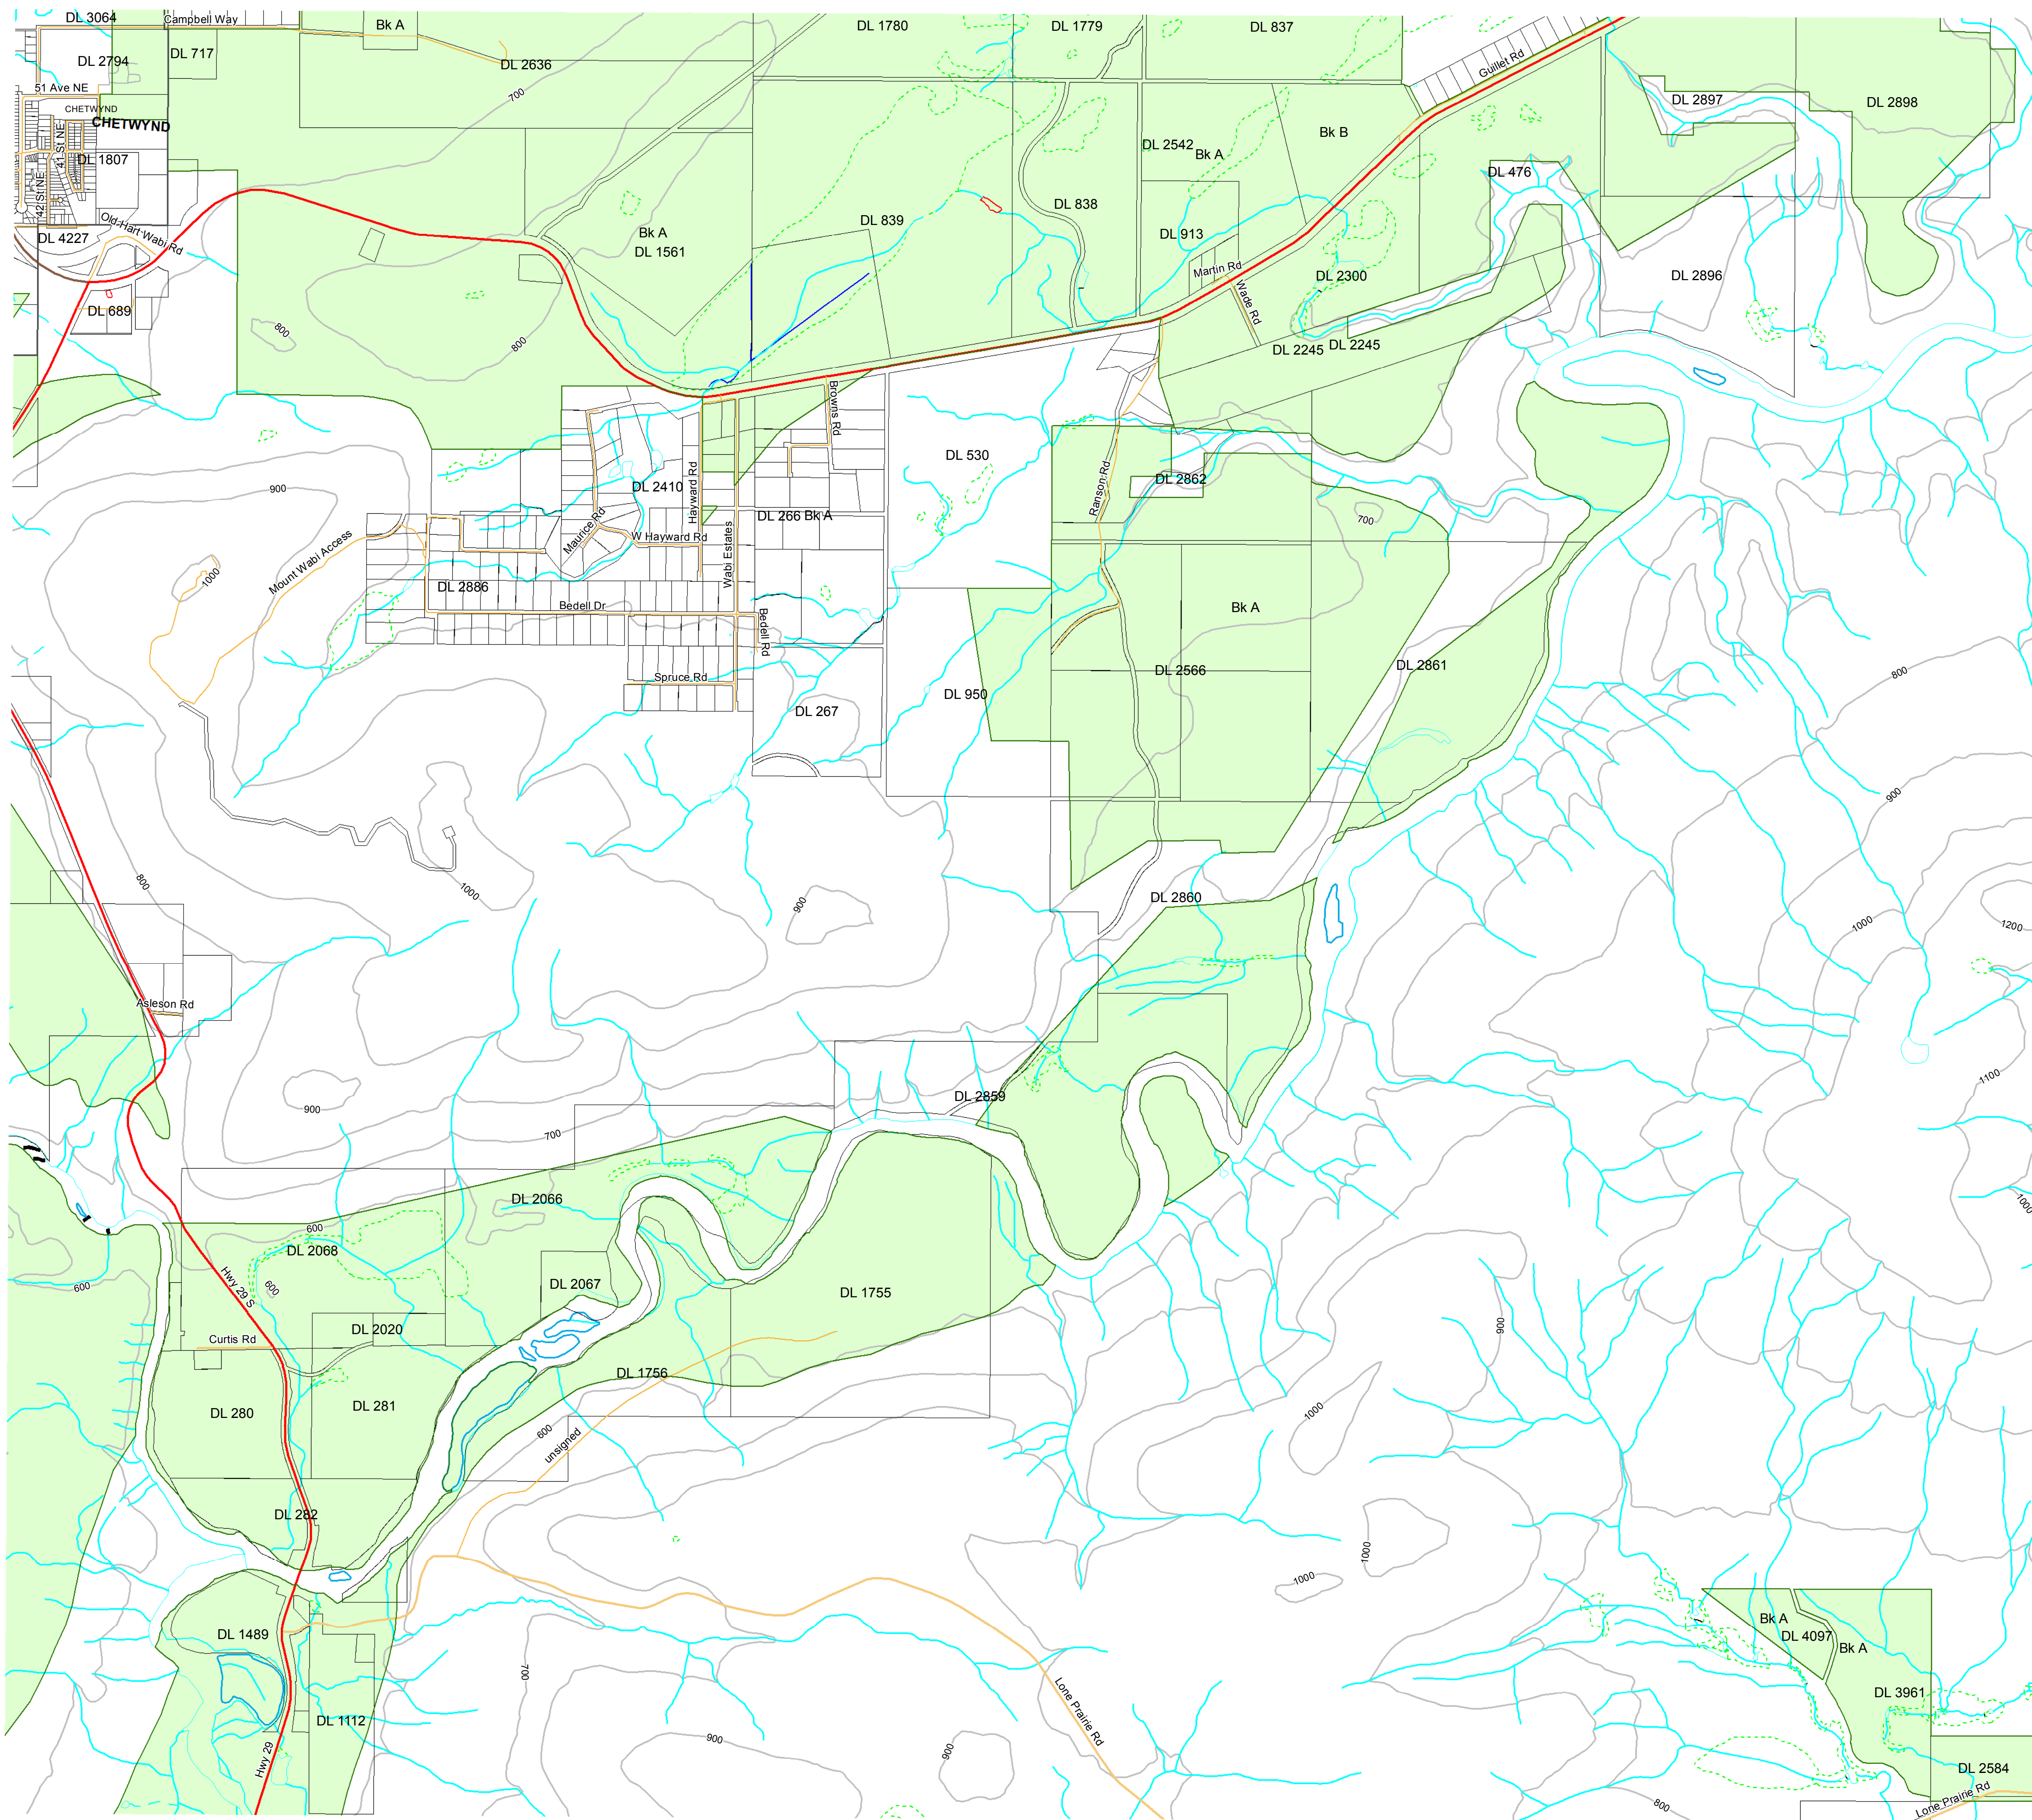 DL 3064
Campbell Way
Bk A
DL 1780
DL 1779
DL 837
DL 717
DL 2794
DL 2636
Guillet Rd
51 Ave NE
700
DL 2897
DL 2898
CHETWYND
CHETWYND
Bk B
41 St NE
DL 1807
DL 2542
Bk A
DL 476
42 St NE
Old Hart Wabi Rd
DL 838
DL 839
DL 4227
Bk A
DL 1561
DL 913
Martin Rd
DL 2300
DL 2896
Wade Rd
DL 689
800
800
DL 2245
DL 2245
Browns Rd
DL 530
900
DL 2410
Hayward Rd
Ranson Rd
DL 2862
Maurice Rd
DL 266 Bk A
700
W Hayward Rd
Wabi Estates
Mount Wabi Access
1000
DL 2886
Bedell Dr
Bedell Rd
Bk A
DL 2861
DL 2566
Spruce Rd
DL 950
800
DL 267
900
800
1000
900
DL 2860
1000
1200
Asleson Rd
1100
900
DL 2859
700
DL 2066
1000
600
DL 2068
600
Hwy 29 S
600
DL 2067
DL 1755
DL 2020
Curtis Rd
900
DL 1756
DL 280
DL 281
1000
600
unsigned
DL 282
1000
1000
DL 1489
Bk A
DL 4097
Bk A
700
DL 3961
Lone Prairie Rd
DL 1112
Hwy 29
900
900
DL 2584
800
Lone Prairie Rd